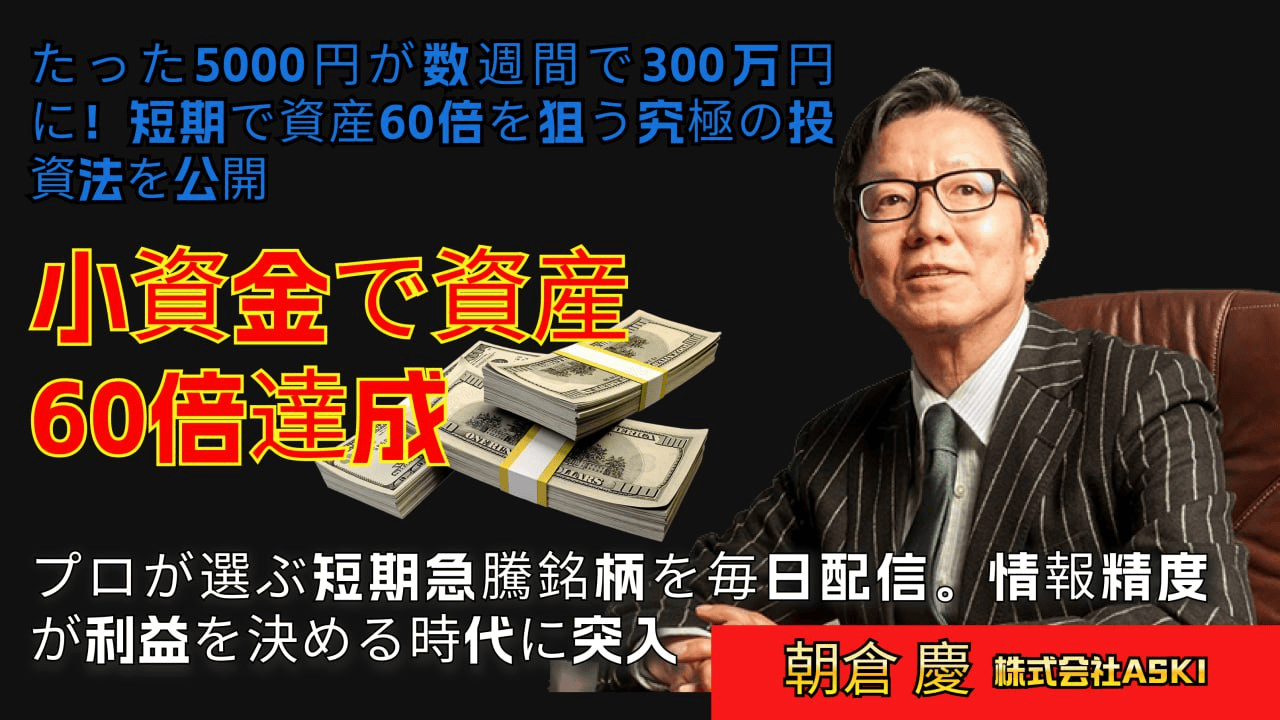 たった5000円が数週間で300万円
に！短期で資産60倍を狙う究極の投
資法を公開
小資金で資産
60倍達成
プロが選ぶ短期急騰銘柄を毎日配信。情報精度
が利益を決める時代に突入
朝倉 慶 株式会社ASKI